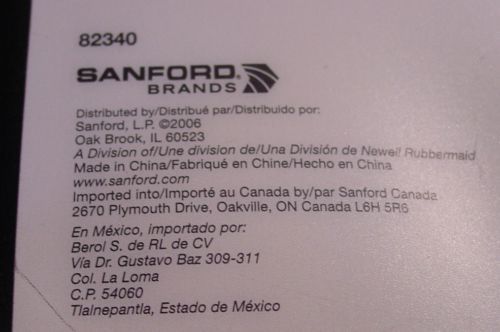 82340
SANFORD®
BRANDS
Distributed by/Distribué par/Distribuido por:
Sanford, L.P. ©2006
Oak Brook, IL 60523
A Division of/Une division de/Una División de Newell Rubbermaid
Made in China/Fabriqué en Chine/Hecho en China
www.sanford.com
Imported into/Importé au Canada by/par Sanford Canada
2670 Plymouth Drive, Oakville, ON Canada L6H 5R6
En México, importado por:
Berol S. de RL de CV
Vía Dr. Gustavo Baz 309-311
Col. La Loma
C.P. 54060
Tlalnepantla, Estado de México